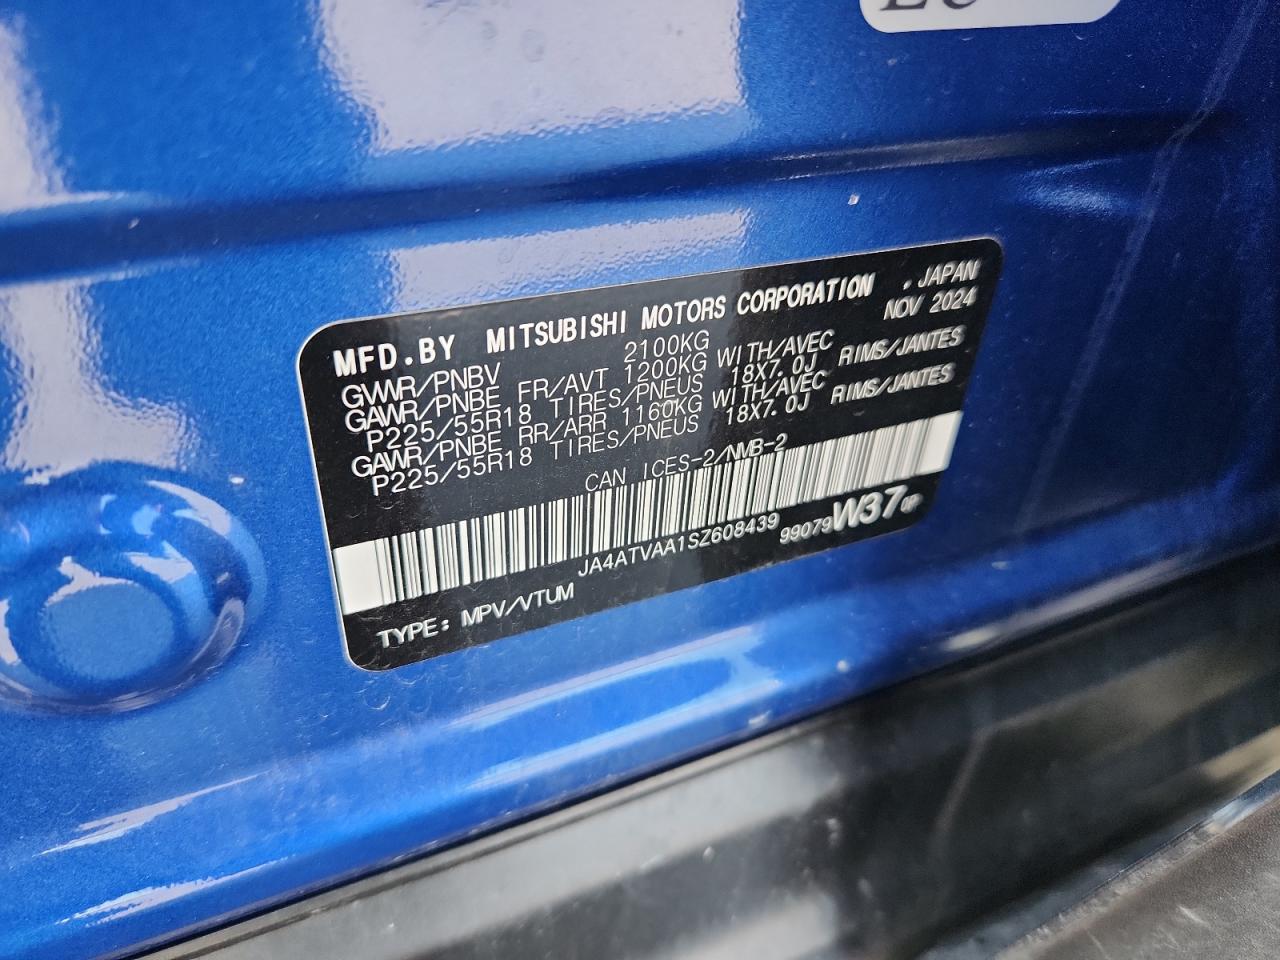 MFD.BY MITSUBISHI MOTORS CORPORATION .JAPAN
NOV 2024
GVWR/PNBV 2100KG
GAWR/PNBE FR/AVT 1200KG WITH/AVEC
P225/55R18 TIRES/PNEUS 18X7.0J RIMS/JANTES
GAWR/PNBE RR/ARR 1160KG WITH/AVEC
P225/55R18 TIRES/PNEUS 18X7.0J RIMS/JANTES
CAN ICES-2/NMB-2
JA4ATVAA1SZ608439 99079W37
TYPE: MPV/VTUM